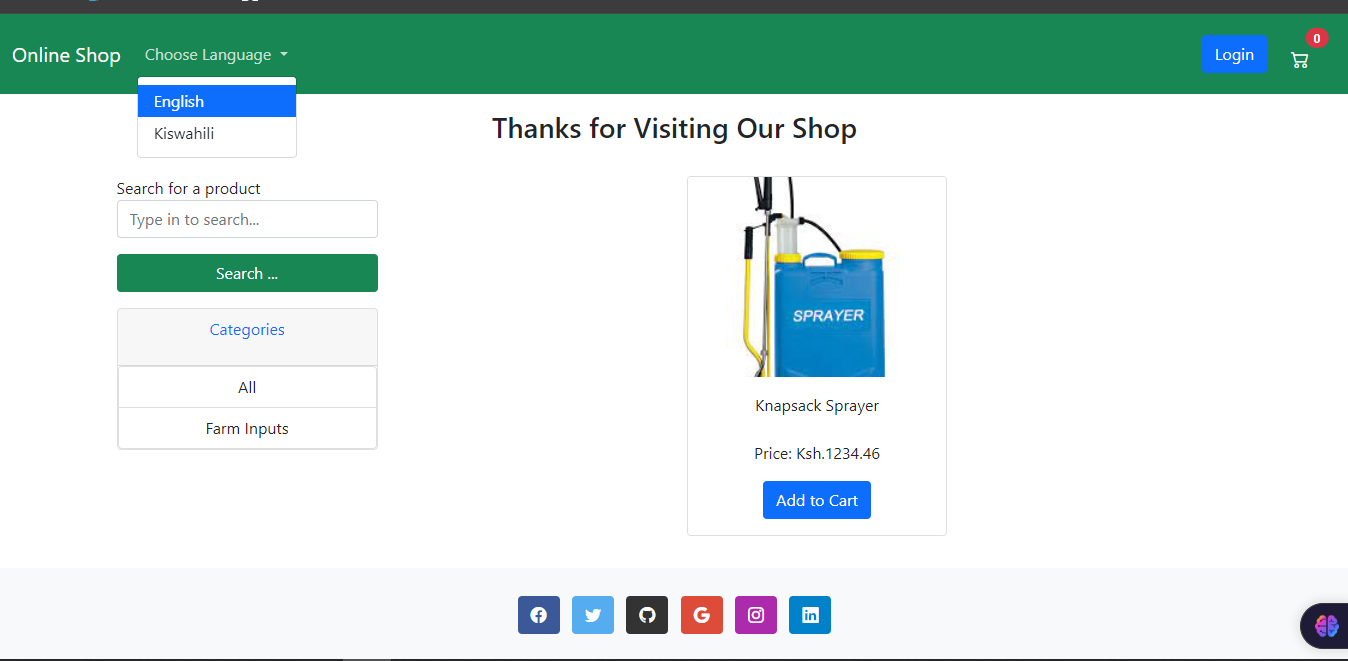 Online Shop
Choose Language
Login
0
English
Kiswahili
Thanks for Visiting Our Shop
Search for a product
Type in to search...
Search ...
Categories
All
Farm Inputs
SPRAYER
Knapsack Sprayer
Price: Ksh.1234.46
Add to Cart